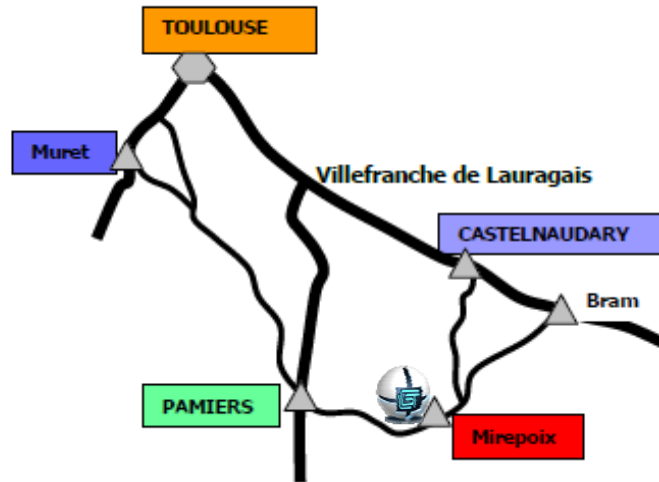 TOULOUSE
Muret
Villefranche de Lauragais
CASTELNAUDARY
Bram
PAMIERS
Mirepoix